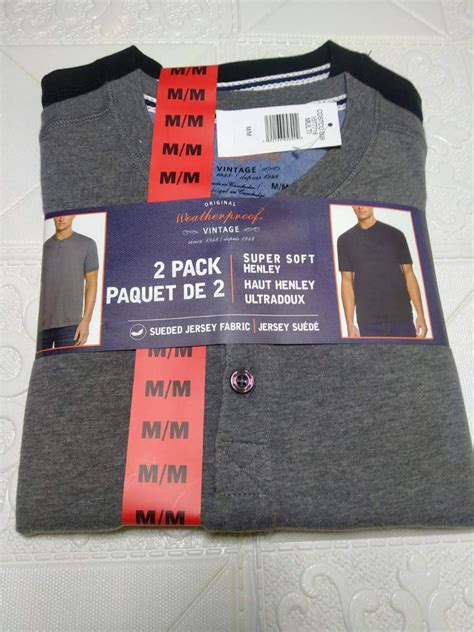 M/M
M/M
M/M
M/M
M/M
MULTI
M/M
VINTAGE
M/M
ORIGINAL
Weatherproof
VINTAGE
since 1948 | depuis 1948
2 PACK
PAQUET DE 2
SUPER SOFT
HENLEY
HAUT HENLEY
ULTRADOUX
SUEDED JERSEY FABRIC | JERSEY SUÉDÉ
M/M
M/M
M/M
M/M
M/M